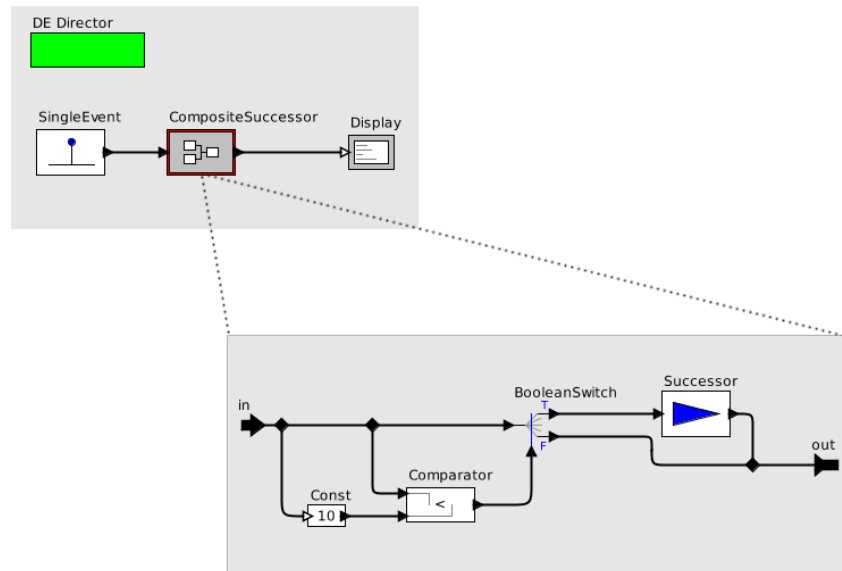 DE Director
SingleEvent
CompositeSuccessor
Display
in
BooleanSwitch
T
F
Successor
out
Comparator
<
Const
10